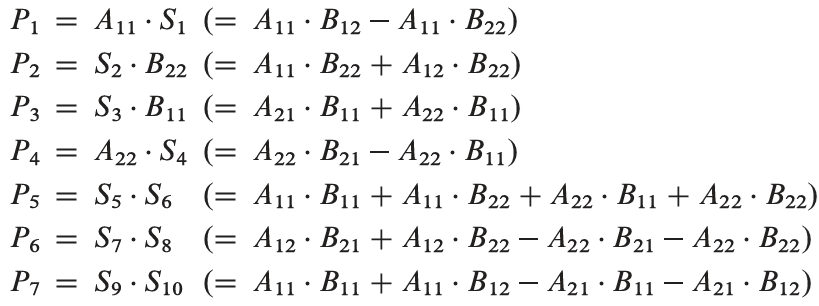 P₁ = A₁₁ · S₁ (= A₁₁ · B₁₂ − A₁₁ · B₂₂)
P₂ = S₂ · B₂₂ (= A₁₁ · B₂₂ + A₁₂ · B₂₂)
P₃ = S₃ · B₁₁ (= A₂₁ · B₁₁ + A₂₂ · B₁₁)
P₄ = A₂₂ · S₄ (= A₂₂ · B₂₁ − A₂₂ · B₁₁)
P₅ = S₅ · S₆ (= A₁₁ · B₁₁ + A₁₁ · B₂₂ + A₂₂ · B₁₁ + A₂₂ · B₂₂)
P₆ = S₇ · S₈ (= A₁₂ · B₂₁ + A₁₂ · B₂₂ − A₂₂ · B₂₁ − A₂₂ · B₂₂)
P₇ = S₉ · S₁₀ (= A₁₁ · B₁₁ + A₁₁ · B₁₂ − A₂₁ · B₁₁ − A₂₁ · B₁₂)